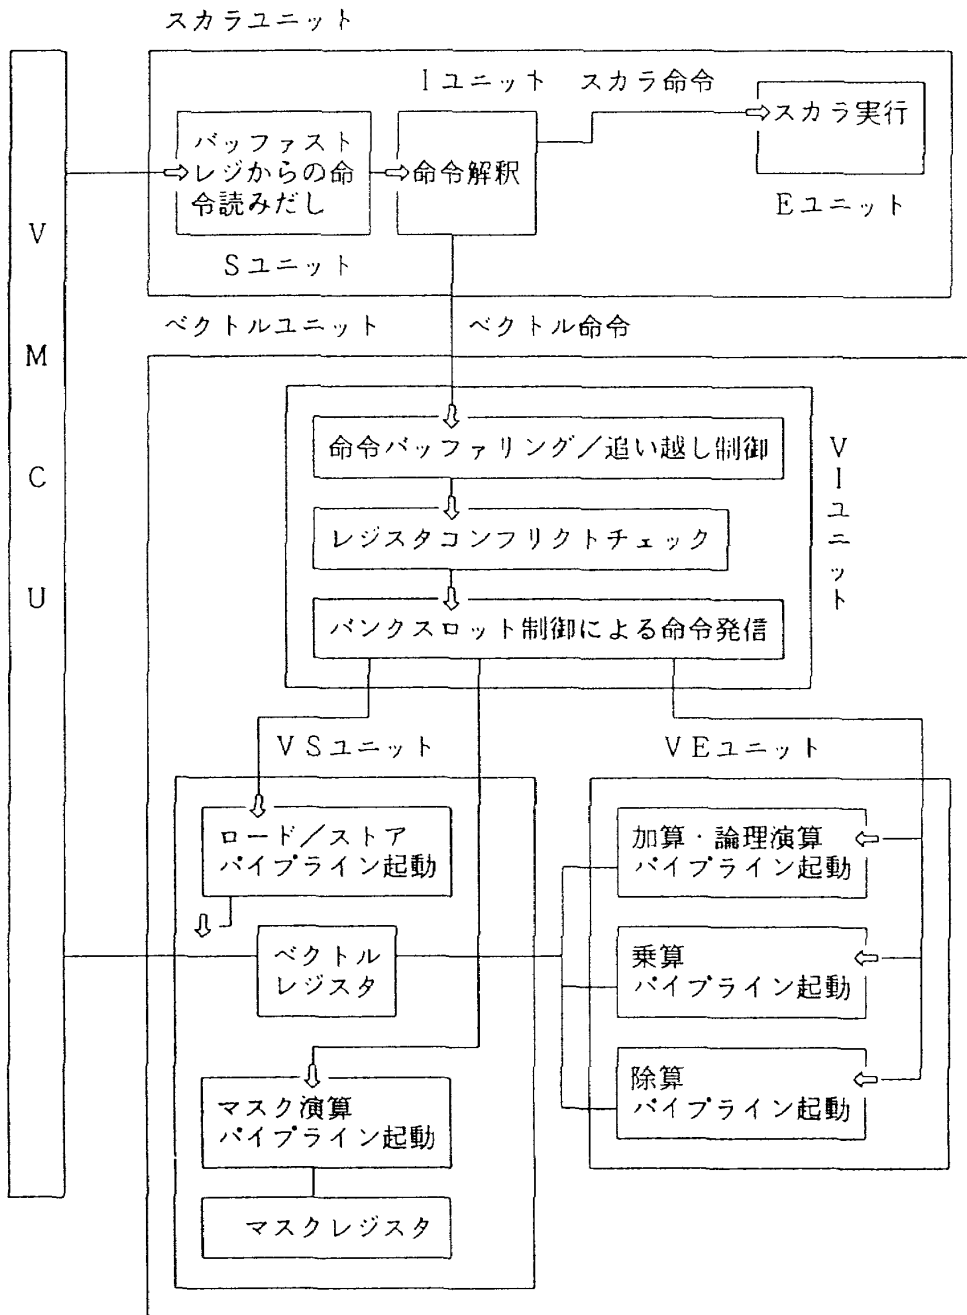 スカラユニット
Iユニット スカラ命令
バッファスト
レジからの命
令読みだし
命令解釈
スカラ実行
Sユニット
Eユニット
VMCU
ベクトルユニット
ベクトル命令
命令バッファリング／追い越し制御
レジスタコンフリクトチェック
バンクスロット制御による命令発信
VIユニット
VSユニット
VEユニット
ロード／ストア
パイプライン起動
ベクトル
レジスタ
マスク演算
パイプライン起動
マスクレジスタ
加算・論理演算
パイプライン起動
乗算
パイプライン起動
除算
パイプライン起動